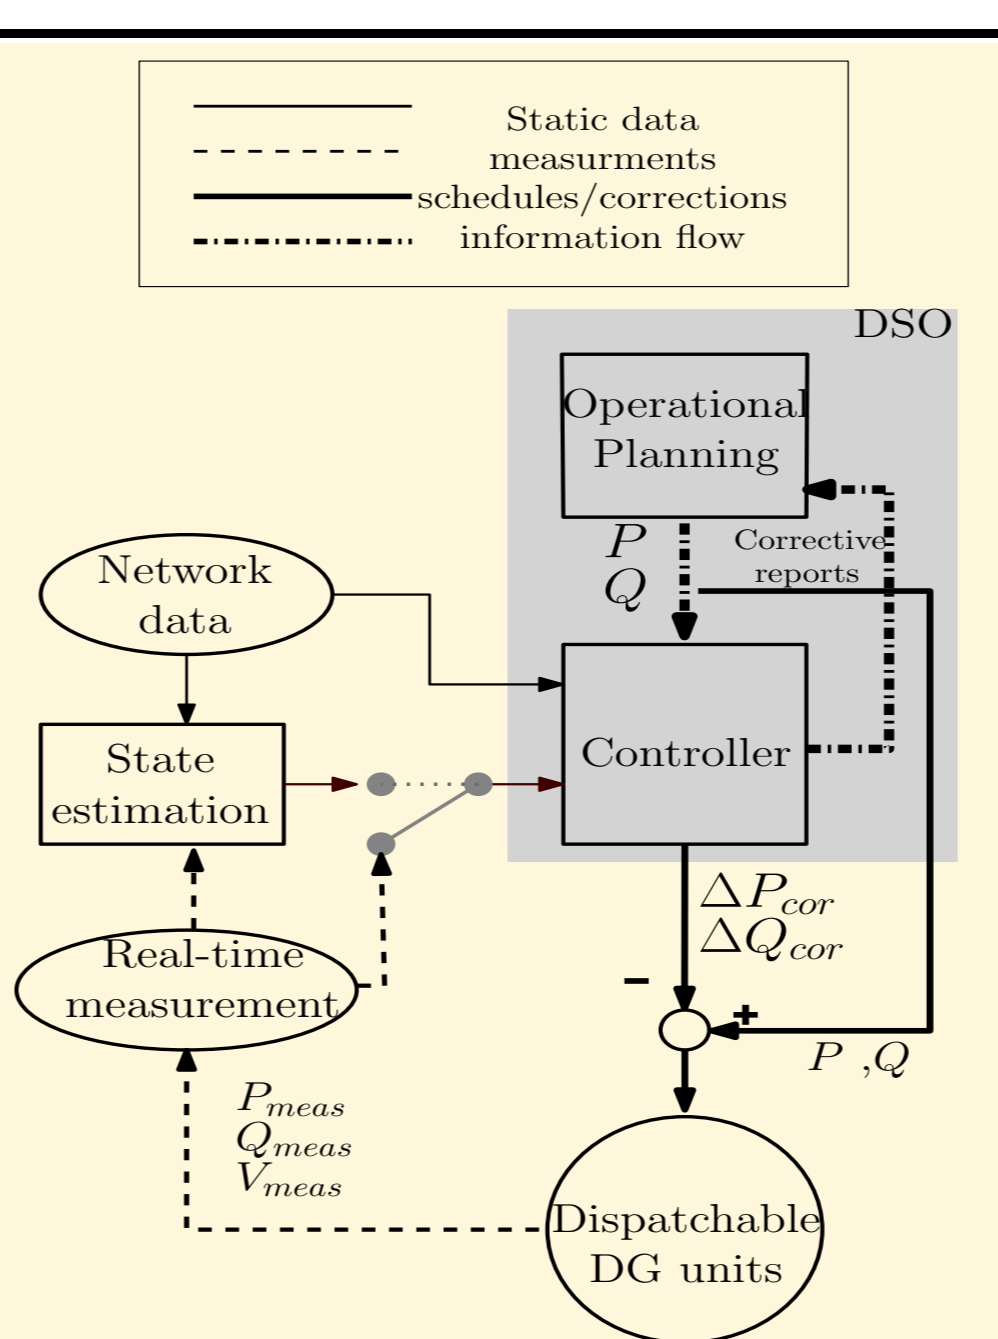 Static data
measurments
schedules/corrections
information flow
DSO
Operational
Planning
P
Q
Corrective
reports
Network
data
Controller
State
estimation
ΔP_cor
ΔQ_cor
Real-time
measurement
−
+
P ,Q
P_meas
Q_meas
V_meas
Dispatchable
DG units